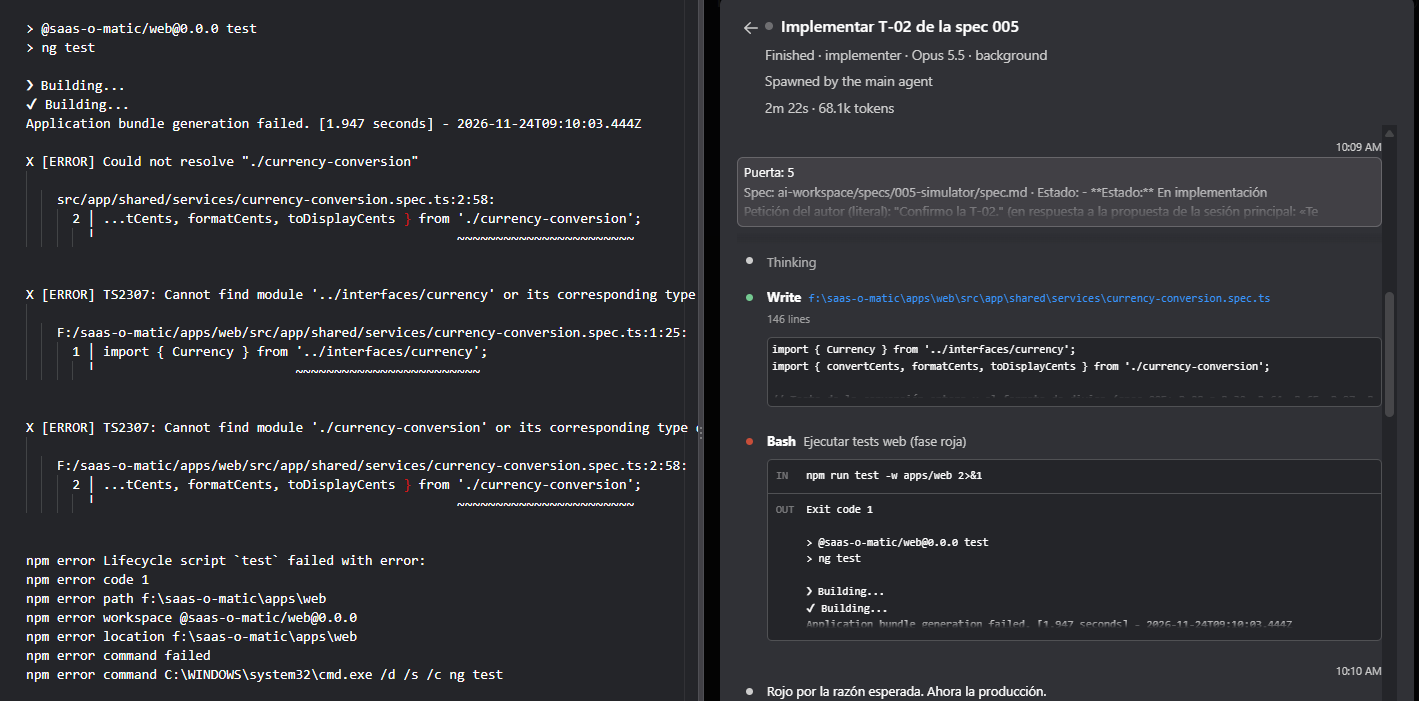 > @saas-o-matic/web@0.0.0 test
> ng test
❯ Building...
✔ Building...
Application bundle generation failed. [1.947 seconds] - 2026-11-24T09:10:03.444Z
X [ERROR] Could not resolve "./currency-conversion"
src/app/shared/services/currency-conversion.spec.ts:2:58:
2 │ ...tCents, formatCents, toDisplayCents } from './currency-conversion';
~~~~~~~~~~~~~~~~~~~~~~~
X [ERROR] TS2307: Cannot find module '../interfaces/currency' or its corresponding type
F:/saas-o-matic/apps/web/src/app/shared/services/currency-conversion.spec.ts:1:25:
1 │ import { Currency } from '../interfaces/currency';
~~~~~~~~~~~~~~~~~~~~~~~~
X [ERROR] TS2307: Cannot find module './currency-conversion' or its corresponding type
F:/saas-o-matic/apps/web/src/app/shared/services/currency-conversion.spec.ts:2:58:
2 │ ...tCents, formatCents, toDisplayCents } from './currency-conversion';
~~~~~~~~~~~~~~~~~~~~~~~
npm error Lifecycle script `test` failed with error:
npm error code 1
npm error path f:\saas-o-matic\apps\web
npm error workspace @saas-o-matic/web@0.0.0
npm error location f:\saas-o-matic\apps\web
npm error command failed
npm error command C:\WINDOWS\system32\cmd.exe /d /s /c ng test
← Implementar T-02 de la spec 005
Finished · implementer · Opus 5.5 · background
Spawned by the main agent
2m 22s · 68.1k tokens
10:09 AM
Puerta: 5
Spec: ai-workspace/specs/005-simulator/spec.md · Estado: - **Estado:** En implementación
Petición del autor (literal): "Confirmo la T-02." (en respuesta a la propuesta de la sesión principal: «Te
Thinking
Write f:\saas-o-matic\apps\web\src\app\shared\services\currency-conversion.spec.ts
146 lines
import { Currency } from '../interfaces/currency';
import { convertCents, formatCents, toDisplayCents } from './currency-conversion';
Bash Ejecutar tests web (fase roja)
IN npm run test -w apps/web 2>&1
OUT Exit code 1
> @saas-o-matic/web@0.0.0 test
> ng test
❯ Building...
✔ Building...
Application bundle generation failed. [1.947 seconds] - 2026-11-24T09:10:03.444Z
10:10 AM
Rojo por la razón esperada. Ahora la producción.